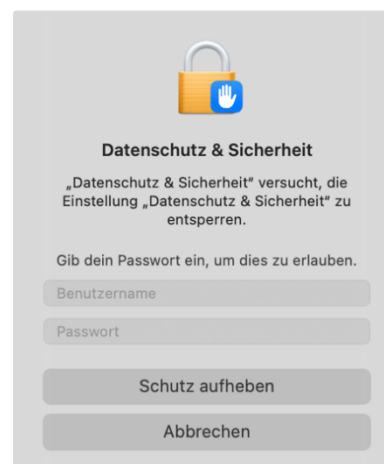 Datenschutz & Sicherheit
„Datenschutz & Sicherheit“ versucht, die
Einstellung „Datenschutz & Sicherheit“ zu
entsperren.
Gib dein Passwort ein, um dies zu erlauben.
Benutzername
Passwort
Schutz aufheben
Abbrechen